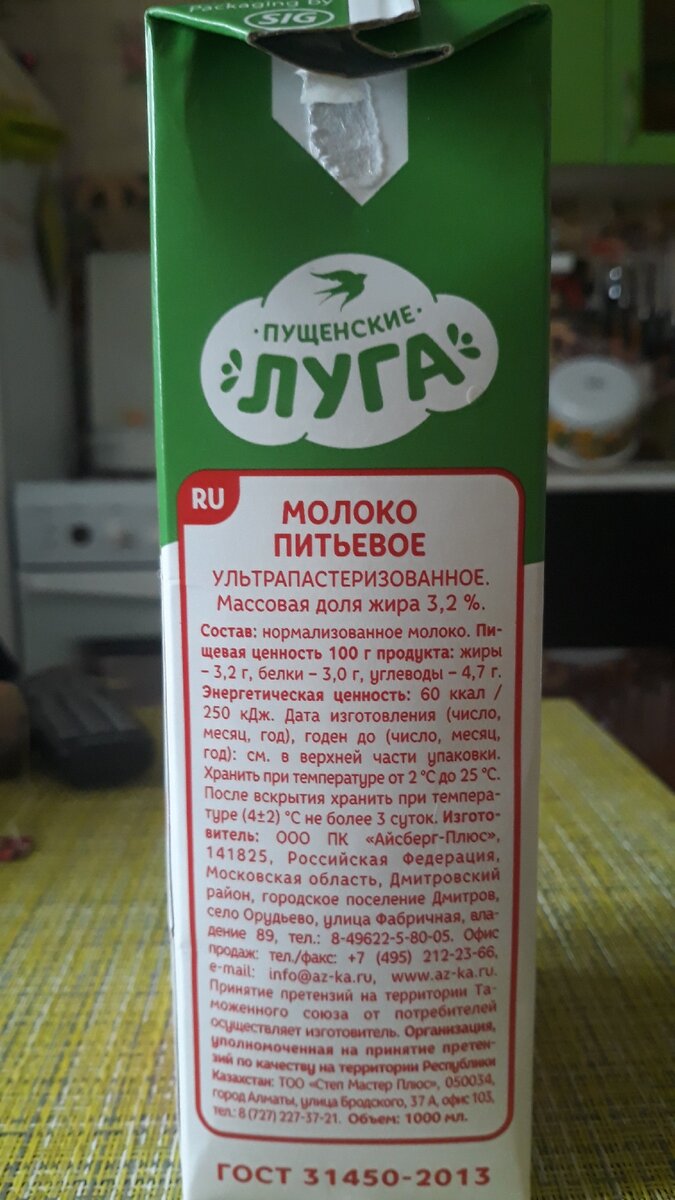 Packaging by
SIG
·ПУЩЕНСКИЕ·
ЛУГА
RU
МОЛОКО
ПИТЬЕВОЕ
УЛЬТРАПАСТЕРИЗОВАННОЕ.
Массовая доля жира 3,2 %.
Состав: нормализованное молоко. Пи-
щевая ценность 100 г продукта: жиры
– 3,2 г, белки – 3,0 г, углеводы – 4,7 г.
Энергетическая ценность: 60 ккал /
250 кДж. Дата изготовления (число,
месяц, год), годен до (число, месяц,
год): см. в верхней части упаковки.
Хранить при температуре от 2 °С до 25 °С.
После вскрытия хранить при темпера-
туре (4±2) °С не более 3 суток. Изгото-
витель: ООО ПК «Айсберг-Плюс»,
141825, Российская Федерация,
Московская область, Дмитровский
район, городское поселение Дмитров,
село Орудьево, улица Фабричная, вла-
дение 89, тел.: 8-49622-5-80-05. Офис
продаж: тел./факс: +7 (495) 212-23-66,
e-mail: info@az-ka.ru, www.az-ka.ru.
Принятие претензий на территории Та-
моженного союза от потребителей
осуществляет изготовитель. Организация,
уполномоченная на принятие претен-
зий по качеству на территории Республики
Казахстан: ТОО «Степ Мастер Плюс», 050034,
город Алматы, улица Бродского, 37 А, офис 103,
тел.: 8 (727) 227-37-21. Объем: 1000 мл.
ГОСТ 31450-2013